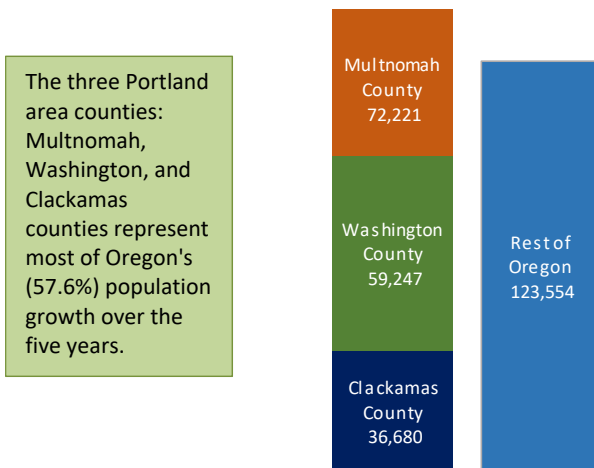 The three Portland
area counties:
Multnomah,
Washington, and
Clackamas
counties represent
most of Oregon's
(57.6%) population
growth over the
five years.
Multnomah
County
72,221
Washington
County
59,247
Clackamas
County
36,680
Rest of
Oregon
123,554